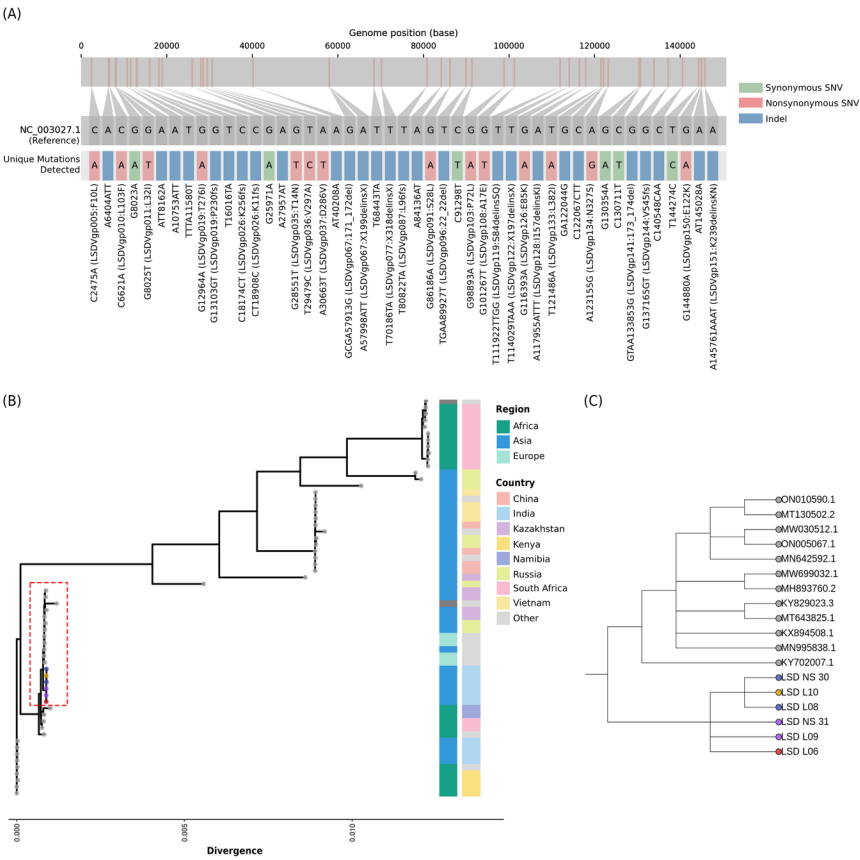 (A)
Genome position (base)
0 20000 40000 60000 80000 100000 120000 140000
Synonymous SNV
Nonsynonymous SNV
Indel
NC_003027.1
(Reference)
C A C G G A A T G G T C C G A G T A A G A T T T A G T C G G T T G A T G C A G C G G C T G A A
Unique Mutations
Detected
A A A T A A T C T A T A T A A G A T C A
C2475A (LSDVgp005:F10L)
A6404ATT
C6621A (LSDVgp010:L103F)
G8023A
G8025T (LSDVgp011:L32I)
ATT8162A
A10753ATT
TTTA11580T
G12964A (LSDVgp019:T276I)
G13103GT (LSDVgp019:P230fs)
T16016TA
C18174CT (LSDVgp026:K256fs)
CT18908C (LSDVgp026:K11fs)
G25971A
A27957AT
G28551T (LSDVgp035:T14N)
T29479C (LSDVgp036:V297A)
A30663T (LSDVgp037:D286V)
AT40208A
GCGA57913G (LSDVgp067:171_172del)
A57998ATT (LSDVgp067:X199delinsX)
T68443TA
T70186TA (LSDVgp077:X318delinsX)
T80822TA (LSDVgp087:L96fs)
A84136AT
G86186A (LSDVgp091:S28L)
TGAA89927T (LSDVgp096:22_22del)
C91298T
G98893A (LSDVgp103:P72L)
G101267T (LSDVgp108:A17E)
T111922TTGG (LSDVgp119:S84delinsSQ)
T114029TAAA (LSDVgp122:X197delinsX)
G116393A (LSDVgp126:E85K)
A117955ATTT (LSDVgp128:I157delinsKI)
T121486A (LSDVgp133:L382I)
GA122044G
C122067CTT
A123155G (LSDVgp134:N327S)
G130354A
C130711T
GTAA133853G (LSDVgp141:173_174del)
G137165GT (LSDVgp144:V545fs)
C140548CAA
T144274C
G144880A (LSDVgp150:E122K)
AT145028A
A145761AAAT (LSDVgp151:K239delinsKN)
(B)
Region
Africa
Asia
Europe
Country
China
India
Kazakhstan
Kenya
Namibia
Russia
South Africa
Vietnam
Other
0.000 0.005 0.010
Divergence
(C)
ON010590.1
MT130502.2
MW030512.1
ON005067.1
MN642592.1
MW699032.1
MH893760.2
KY829023.3
MT643825.1
KX894508.1
MN995838.1
KY702007.1
LSD NS 30
LSD L10
LSD L08
LSD NS 31
LSD L09
LSD L06